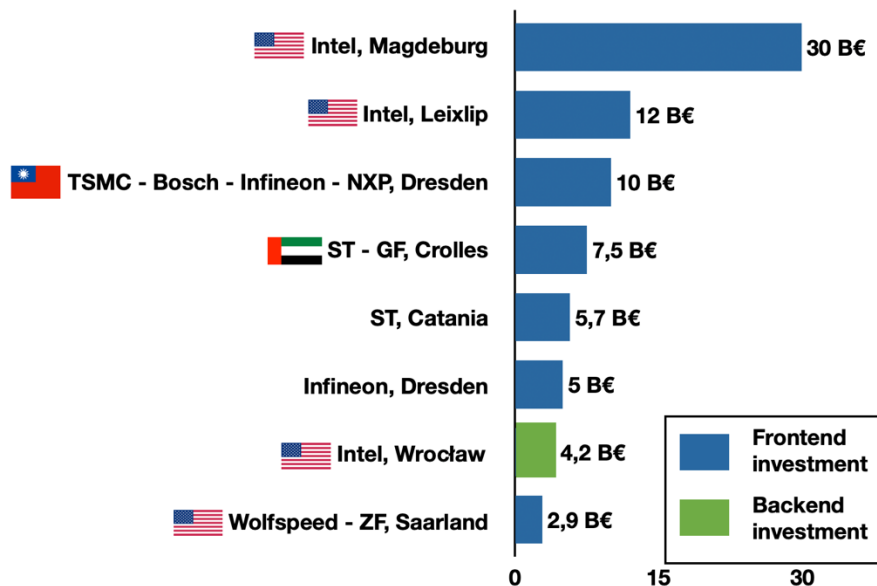 Intel, Magdeburg
30 B€
Intel, Leixlip
12 B€
TSMC - Bosch - Infineon - NXP, Dresden
10 B€
ST - GF, Crolles
7,5 B€
ST, Catania
5,7 B€
Infineon, Dresden
5 B€
Intel, Wrocław
4,2 B€
Wolfspeed - ZF, Saarland
2,9 B€
Frontend
investment
Backend
investment
0 15 30